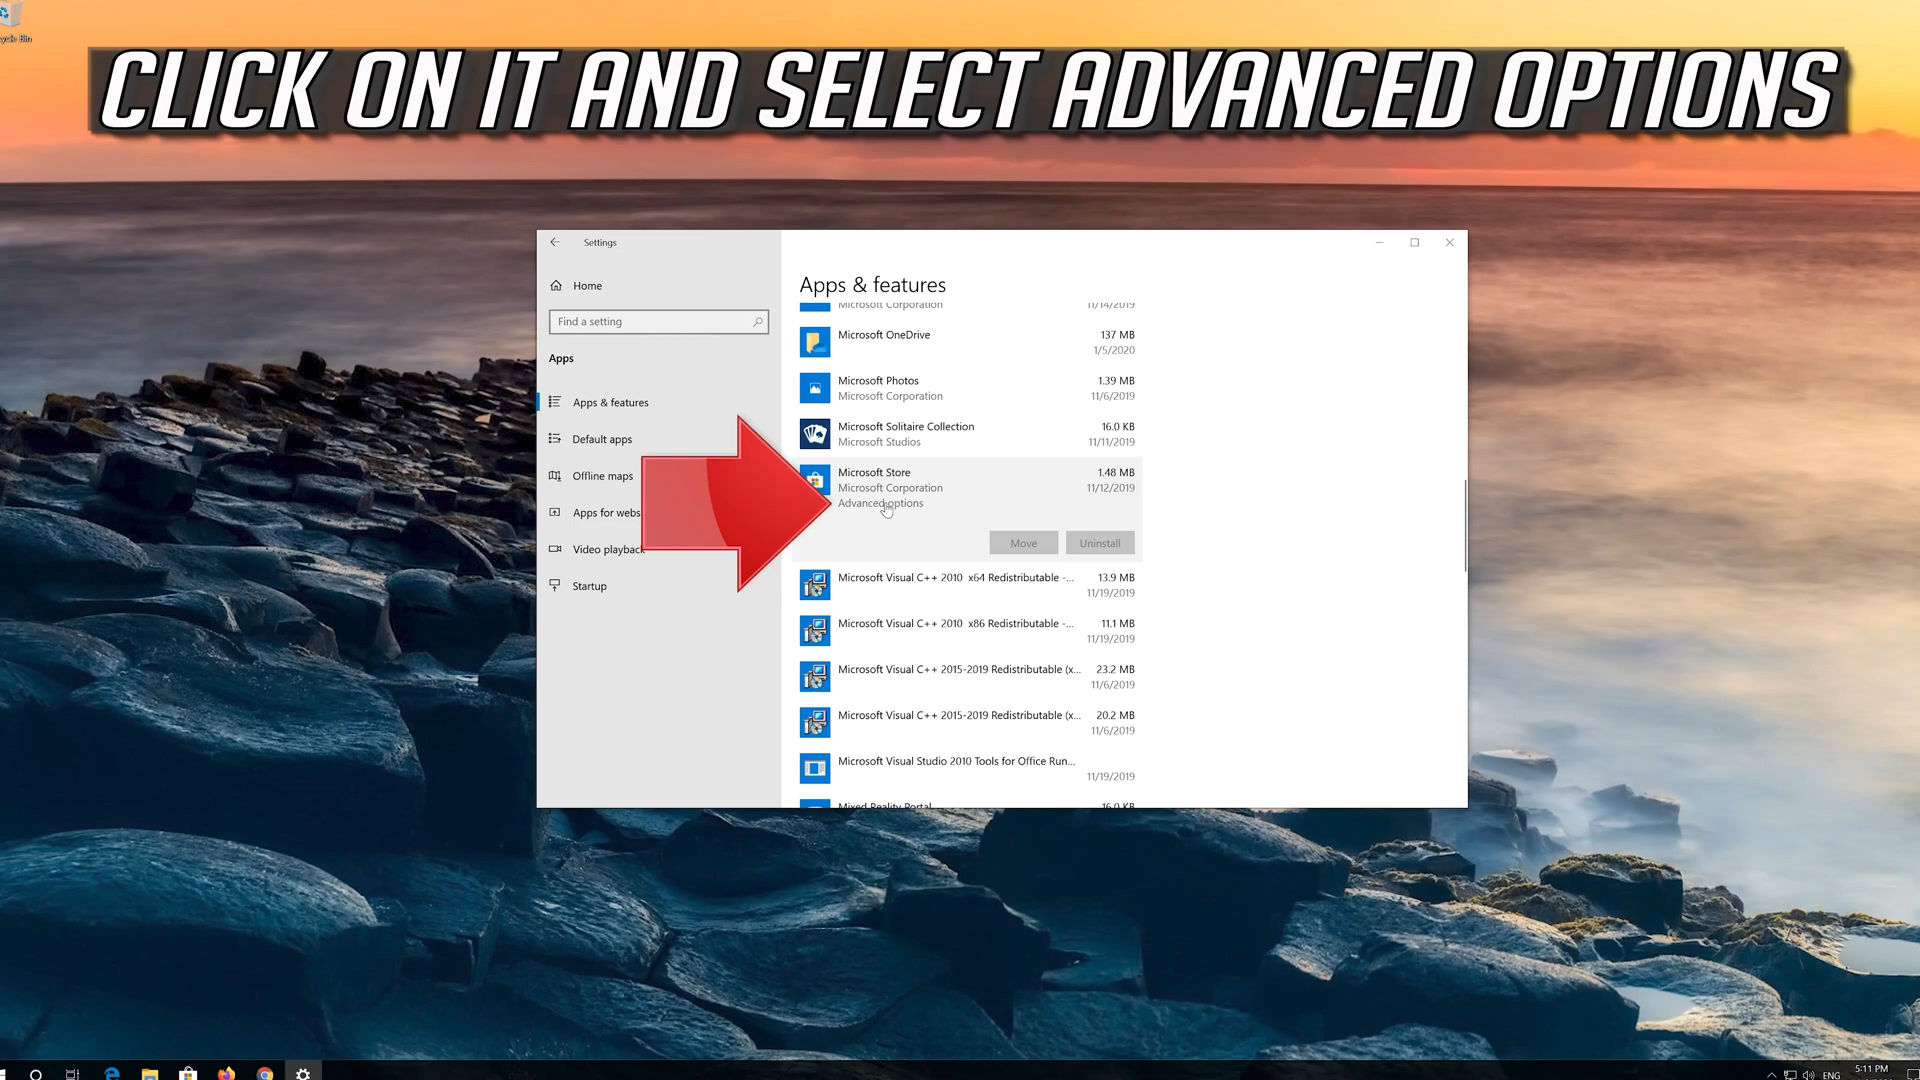 CLICK ON IT AND SELECT ADVANCED OPTIONS
Settings
Home
Find a setting
Apps
Apps & features
Default apps
Offline maps
Apps for webs
Video playback
Startup
Apps & features
Microsoft Corporation 11/14/2019
Microsoft OneDrive 137 MB
1/5/2020
Microsoft Photos 1.39 MB
Microsoft Corporation 11/6/2019
Microsoft Solitaire Collection 16.0 KB
Microsoft Studios 11/11/2019
Microsoft Store 1.48 MB
Microsoft Corporation 11/12/2019
Advanced options
Move Uninstall
Microsoft Visual C++ 2010 x64 Redistributable -... 13.9 MB
11/19/2019
Microsoft Visual C++ 2010 x86 Redistributable -... 11.1 MB
11/19/2019
Microsoft Visual C++ 2015-2019 Redistributable (x... 23.2 MB
11/6/2019
Microsoft Visual C++ 2015-2019 Redistributable (x... 20.2 MB
11/6/2019
Microsoft Visual Studio 2010 Tools for Office Run...
11/19/2019
Mixed Reality Portal 16.0 KB
ENG 5:11 PM